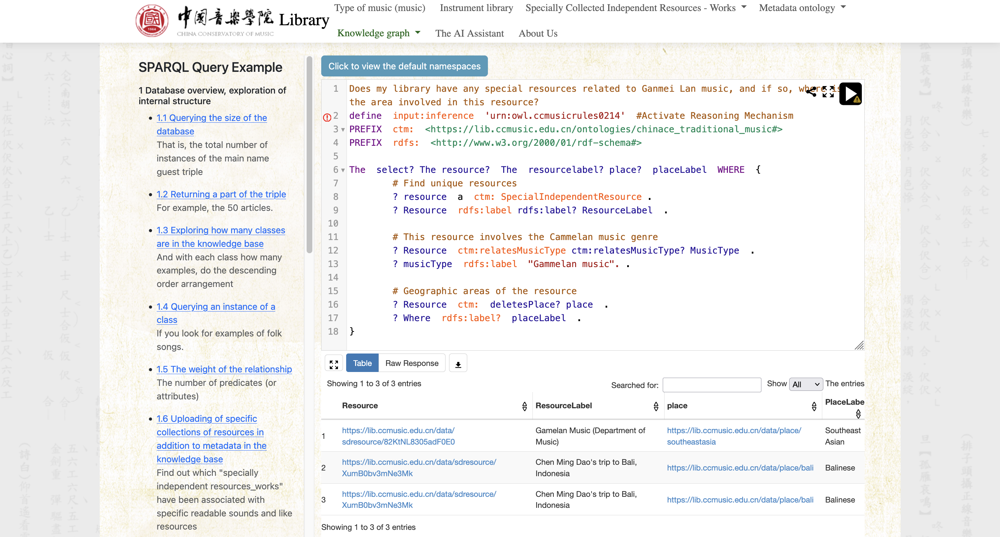 中國音樂學院 Library
CHINA CONSERVATORY OF MUSIC
1964
Type of music (music)
Instrument library
Specially Collected Independent Resources - Works
Metadata ontology
Knowledge graph
The AI Assistant
About Us
SPARQL Query Example
1 Database overview, exploration of
internal structure
1.1 Querying the size of the
database
That is, the total number of
instances of the main name
guest triple
1.2 Returning a part of the triple
For example, the 50 articles.
1.3 Exploring how many classes
are in the knowledge base
And with each class how many
examples, do the descending
order arrangement
1.4 Querying an instance of a
class
If you look for examples of folk
songs.
1.5 The weight of the relationship
The number of predicates (or
attributes)
1.6 Uploading of specific
collections of resources in
addition to metadata in the
knowledge base
Find out which "specially
independent resources_works"
have been associated with
specific readable sounds and like
resources
Click to view the default namespaces
1 Does my library have any special resources related to Ganmei Lan music, and if so, where is
the area involved in this resource?
2 define input:inference 'urn:owl.ccmusicrules0214' #Activate Reasoning Mechanism
3 PREFIX ctm: <https://lib.ccmusic.edu.cn/ontologies/chinace_traditional_music#>
4 PREFIX rdfs: <http://www.w3.org/2000/01/rdf-schema#>
5
6 The select? The resource? The resourcelabel? place? placeLabel WHERE {
7 # Find unique resources
8 ? resource a ctm: SpecialIndependentResource .
9 ? Resource rdfs:label rdfs:label? ResourceLabel .
10
11 # This resource involves the Cammelan music genre
12 ? Resource ctm:relatesMusicType ctm:relatesMusicType? MusicType .
13 ? musicType rdfs:label "Gammelan music". .
14
15 # Geographic areas of the resource
16 ? Resource ctm: deletesPlace? place .
17 ? Where rdfs:label? placeLabel .
18 }
Table
Raw Response
Showing 1 to 3 of 3 entries
Searched for:
Show All The entries
Resource ResourceLabel place PlaceLabe
1 https://lib.ccmusic.edu.cn/data/
sdresource/82KtNL8305adF0E0
Gamelan Music (Department of
Music)
https://lib.ccmusic.edu.cn/data/place/
southeastasia
Southeast
Asian
2 https://lib.ccmusic.edu.cn/data/sdresource/
XumB0bv3mNe3Mk
Chen Ming Dao's trip to Bali,
Indonesia
https://lib.ccmusic.edu.cn/data/place/bali
Balinese
3 https://lib.ccmusic.edu.cn/data/sdresource/
XumB0bv3mNe3Mk
Chen Ming Dao's trip to Bali,
Indonesia
https://lib.ccmusic.edu.cn/data/place/bali
Balinese
Showing 1 to 3 of 3 entries